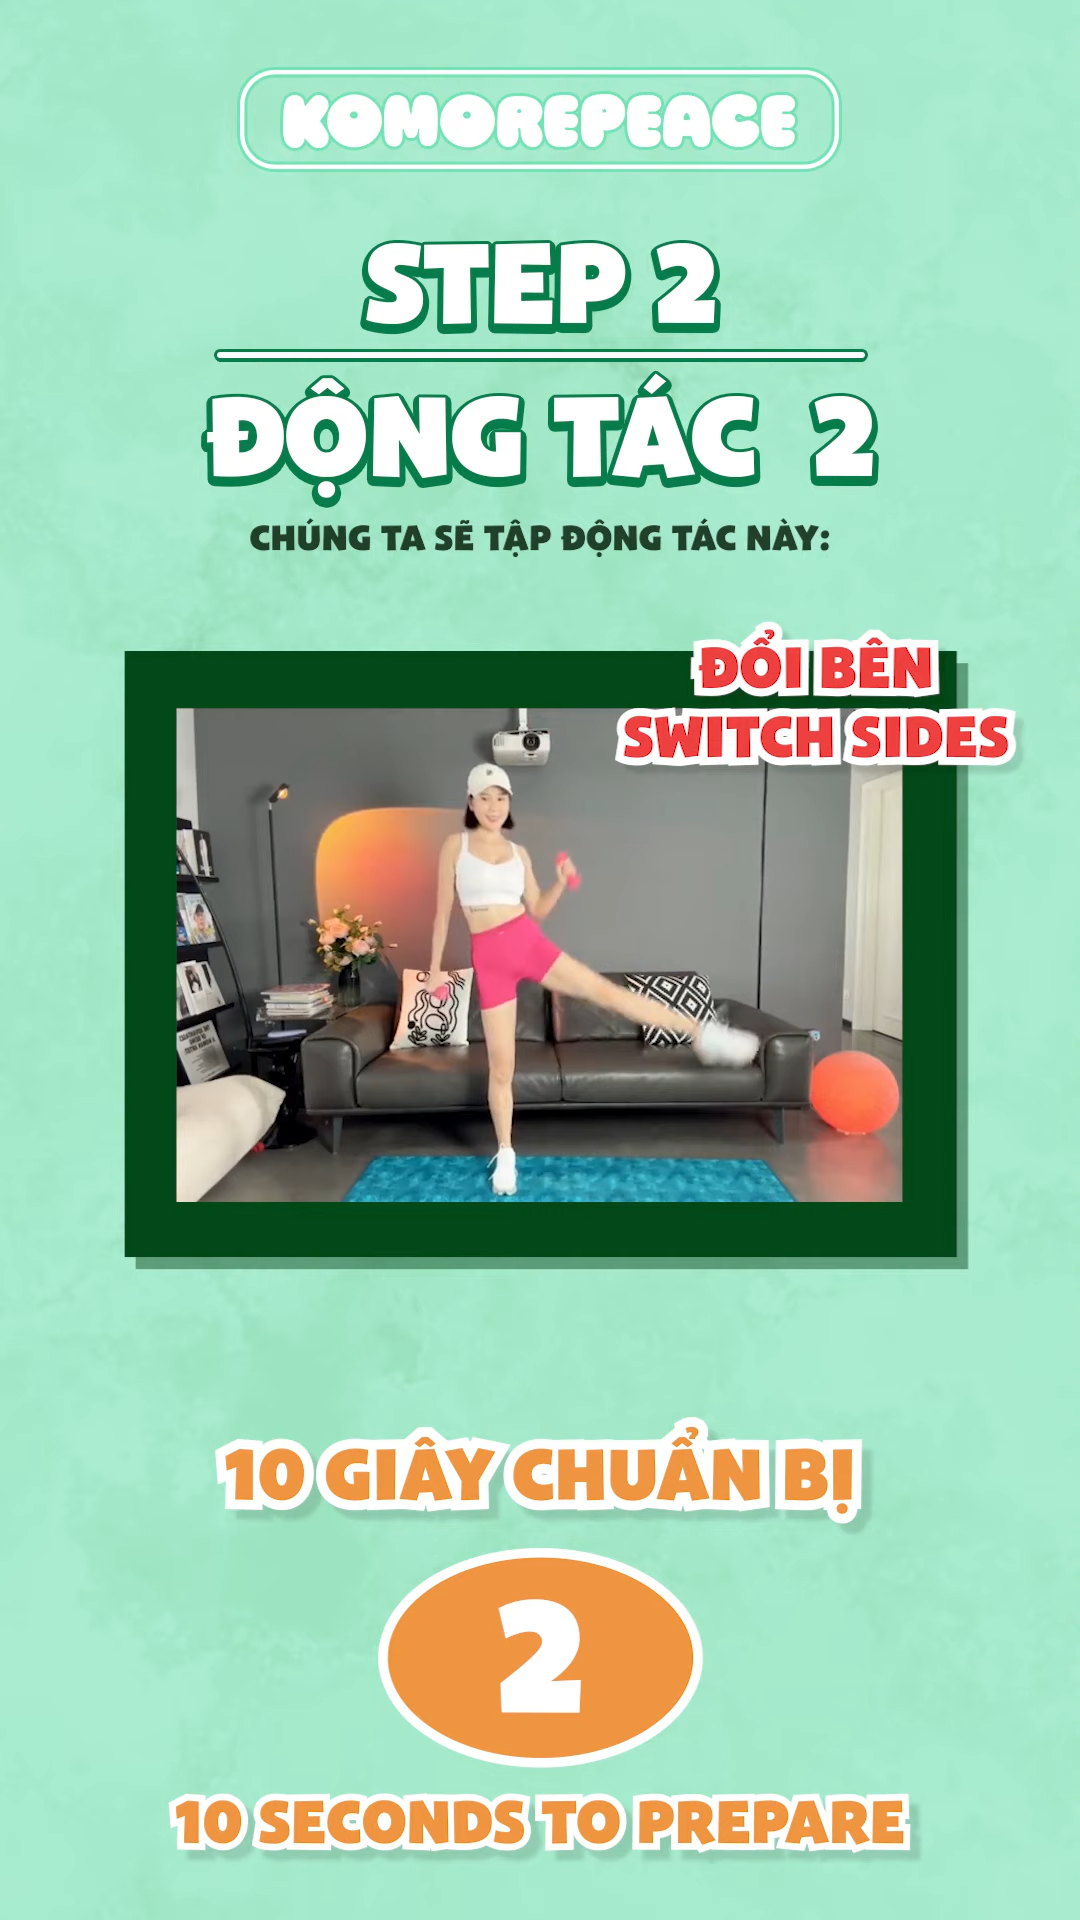 KOMOREPEACE
STEP 2
ĐỘNG TÁC 2
CHÚNG TA SẼ TẬP ĐỘNG TÁC NÀY:
ĐỔI BÊN
SWITCH SIDES
10 GIÂY CHUẨN BỊ
2
10 SECONDS TO PREPARE